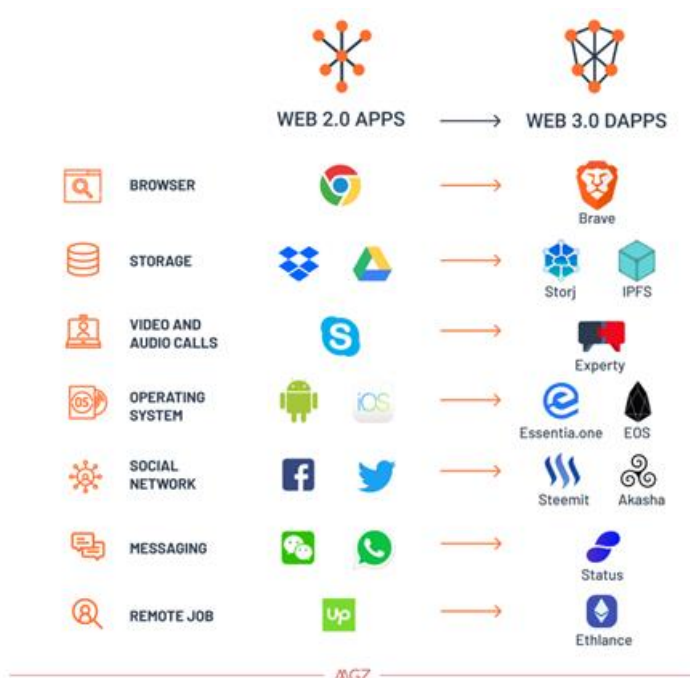 WEB 2.0 APPS
WEB 3.0 DAPPS
BROWSER
Brave
STORAGE
Storj
IPFS
VIDEO AND
AUDIO CALLS
S
Experty
OS
OPERATING
SYSTEM
iOS
Essentia.one
EOS
SOCIAL
NETWORK
f
Steemit
Akasha
MESSAGING
Status
REMOTE JOB
Up
Ethlance
MGZ